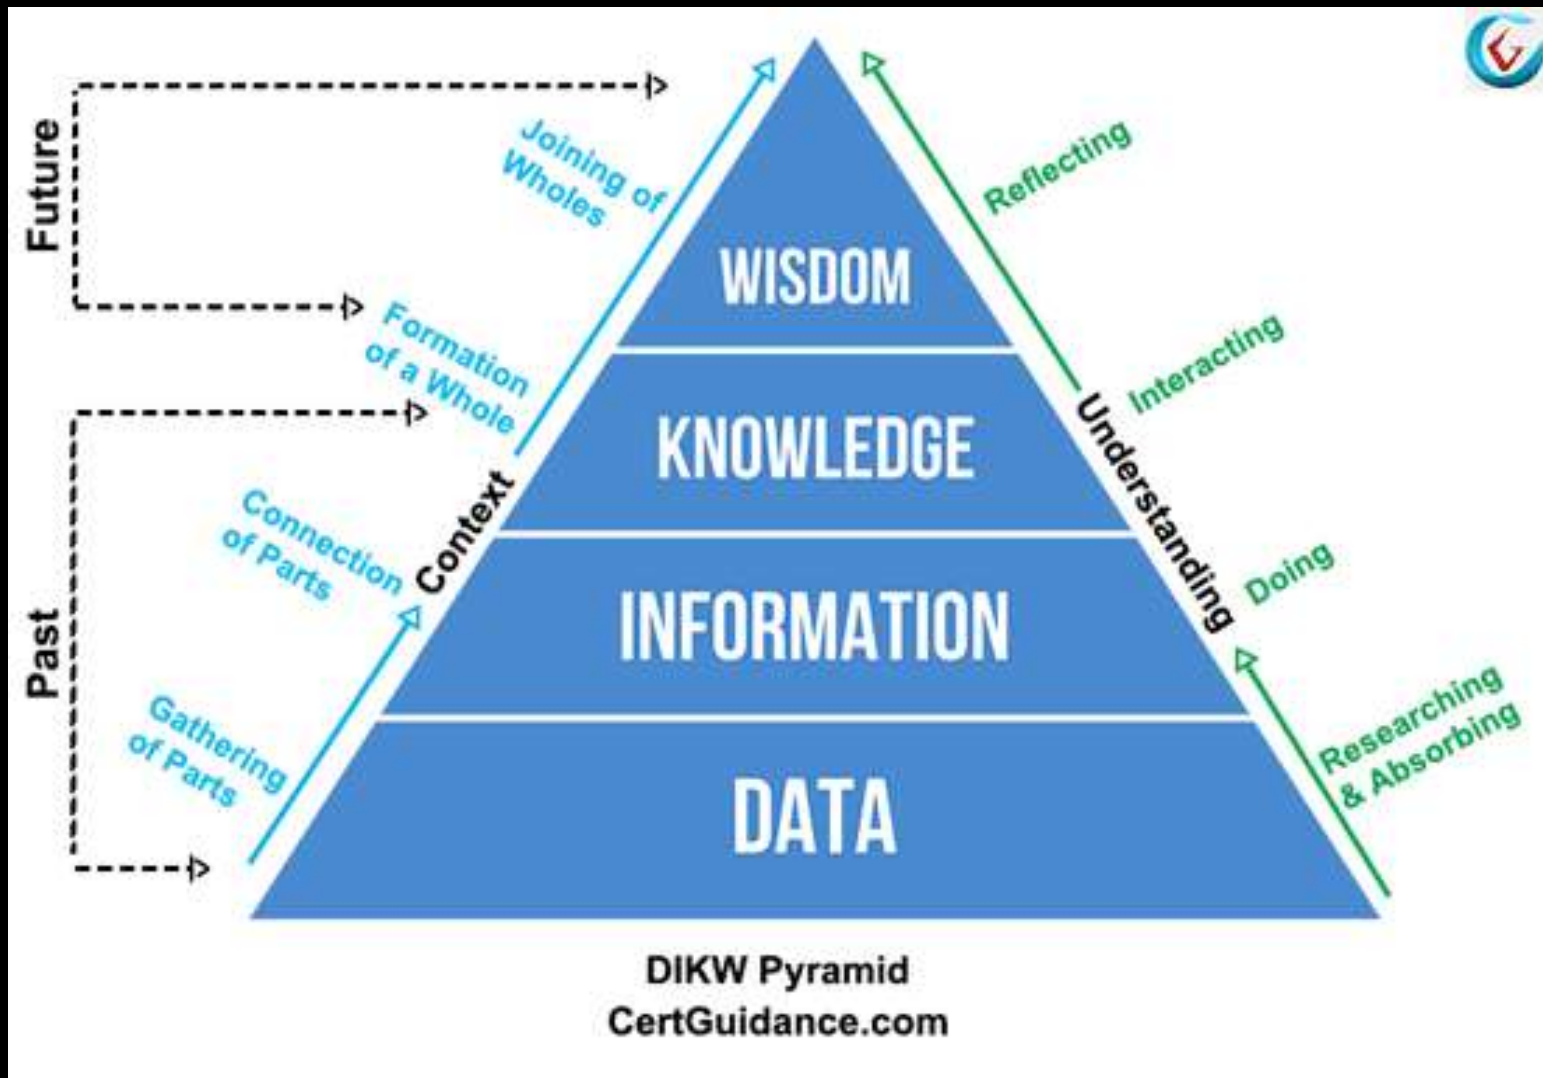 Future
Joining of
Wholes
Reflecting
WISDOM
Formation
of a Whole
Interacting
KNOWLEDGE
Understanding
Context
Connection
of Parts
Doing
INFORMATION
Past
Gathering
of Parts
Researching
& Absorbing
DATA
DIKW Pyramid
CertGuidance.com